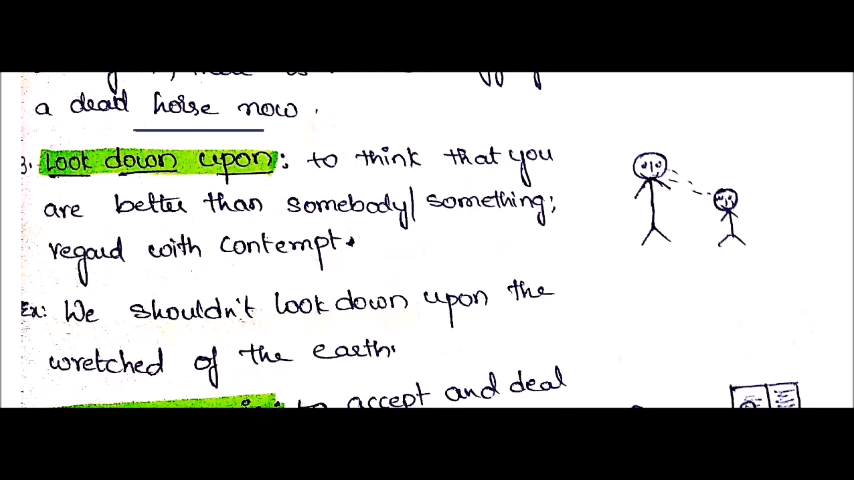 a dead horse now .
3. Look down upon : to think that you
are better than somebody/ something;
regard with contempt.
Ex: We shouldn't look down upon the
wretched of the earth.
to accept and deal